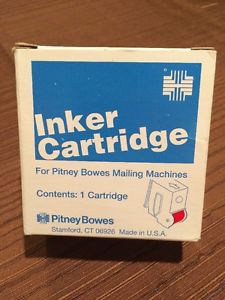 Inker
Cartridge
For Pitney Bowes Mailing Machines
Contents: 1 Cartridge
Pitney Bowes
Stamford, CT 06926 Made in U.S.A.